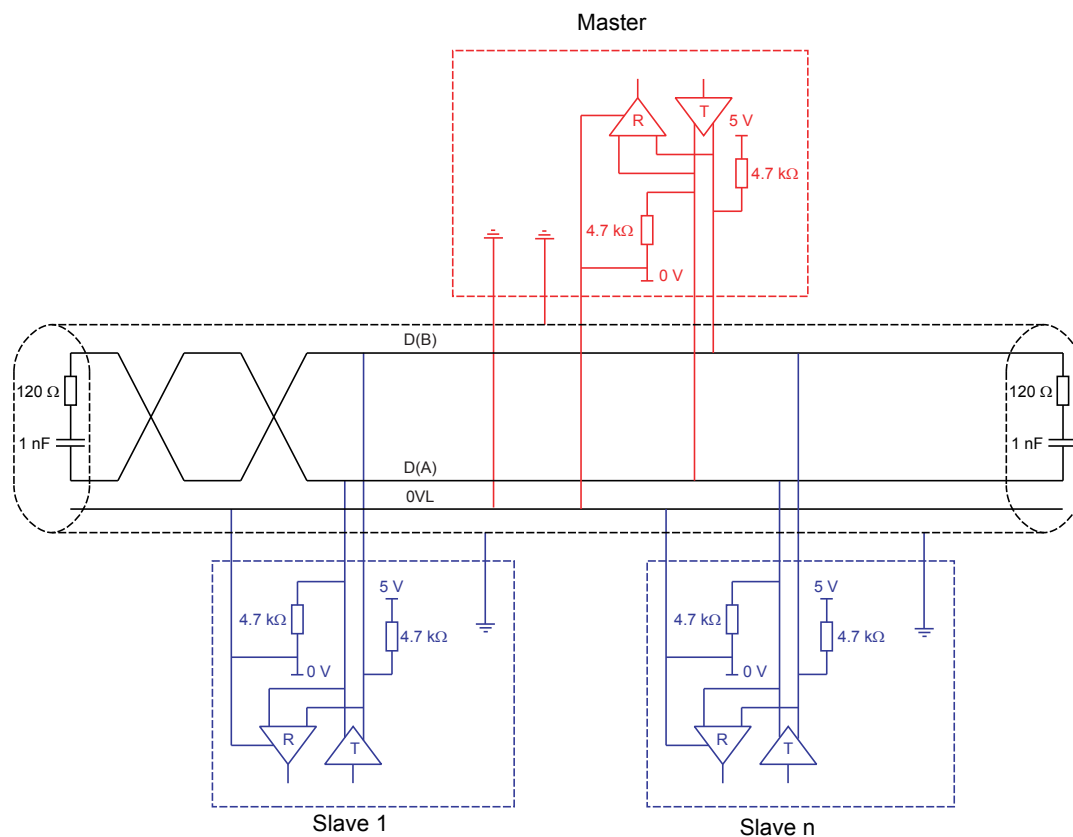 Master
R
T
5 V
4.7 kΩ
4.7 kΩ
0 V
D(B)
120 Ω
1 nF
120 Ω
1 nF
D(A)
0VL
4.7 kΩ
5 V
4.7 kΩ
0 V
R
T
Slave 1
4.7 kΩ
5 V
4.7 kΩ
0 V
R
T
Slave n